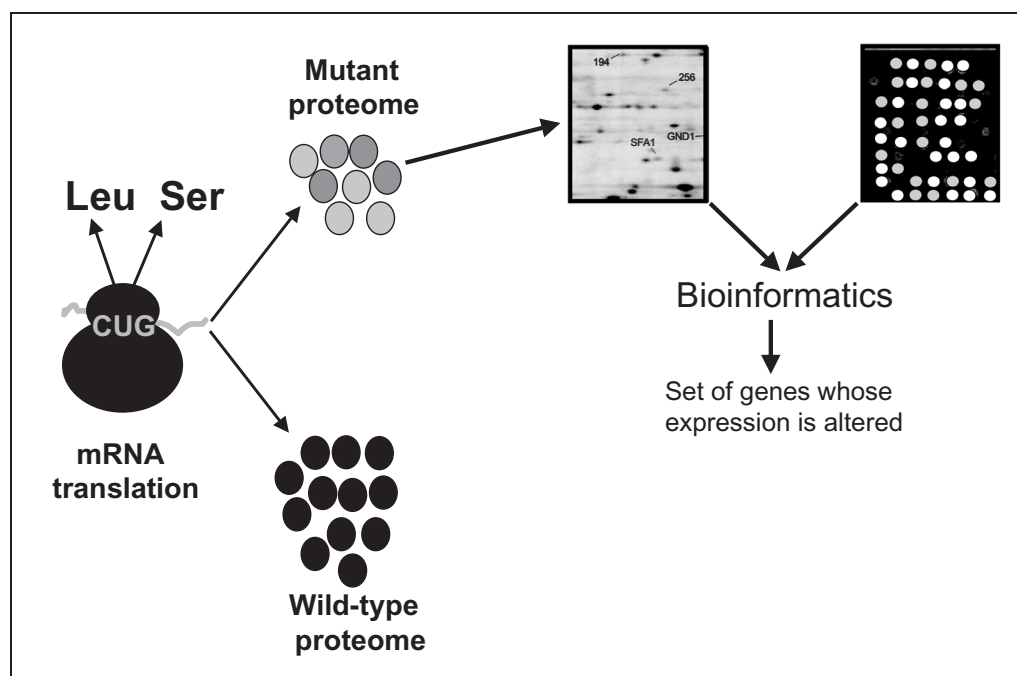 Mutant
proteome
194
256
SFA1
GND1
Leu Ser
CUG
mRNA
translation
Bioinformatics
Set of genes whose
expression is altered
Wild-type
proteome